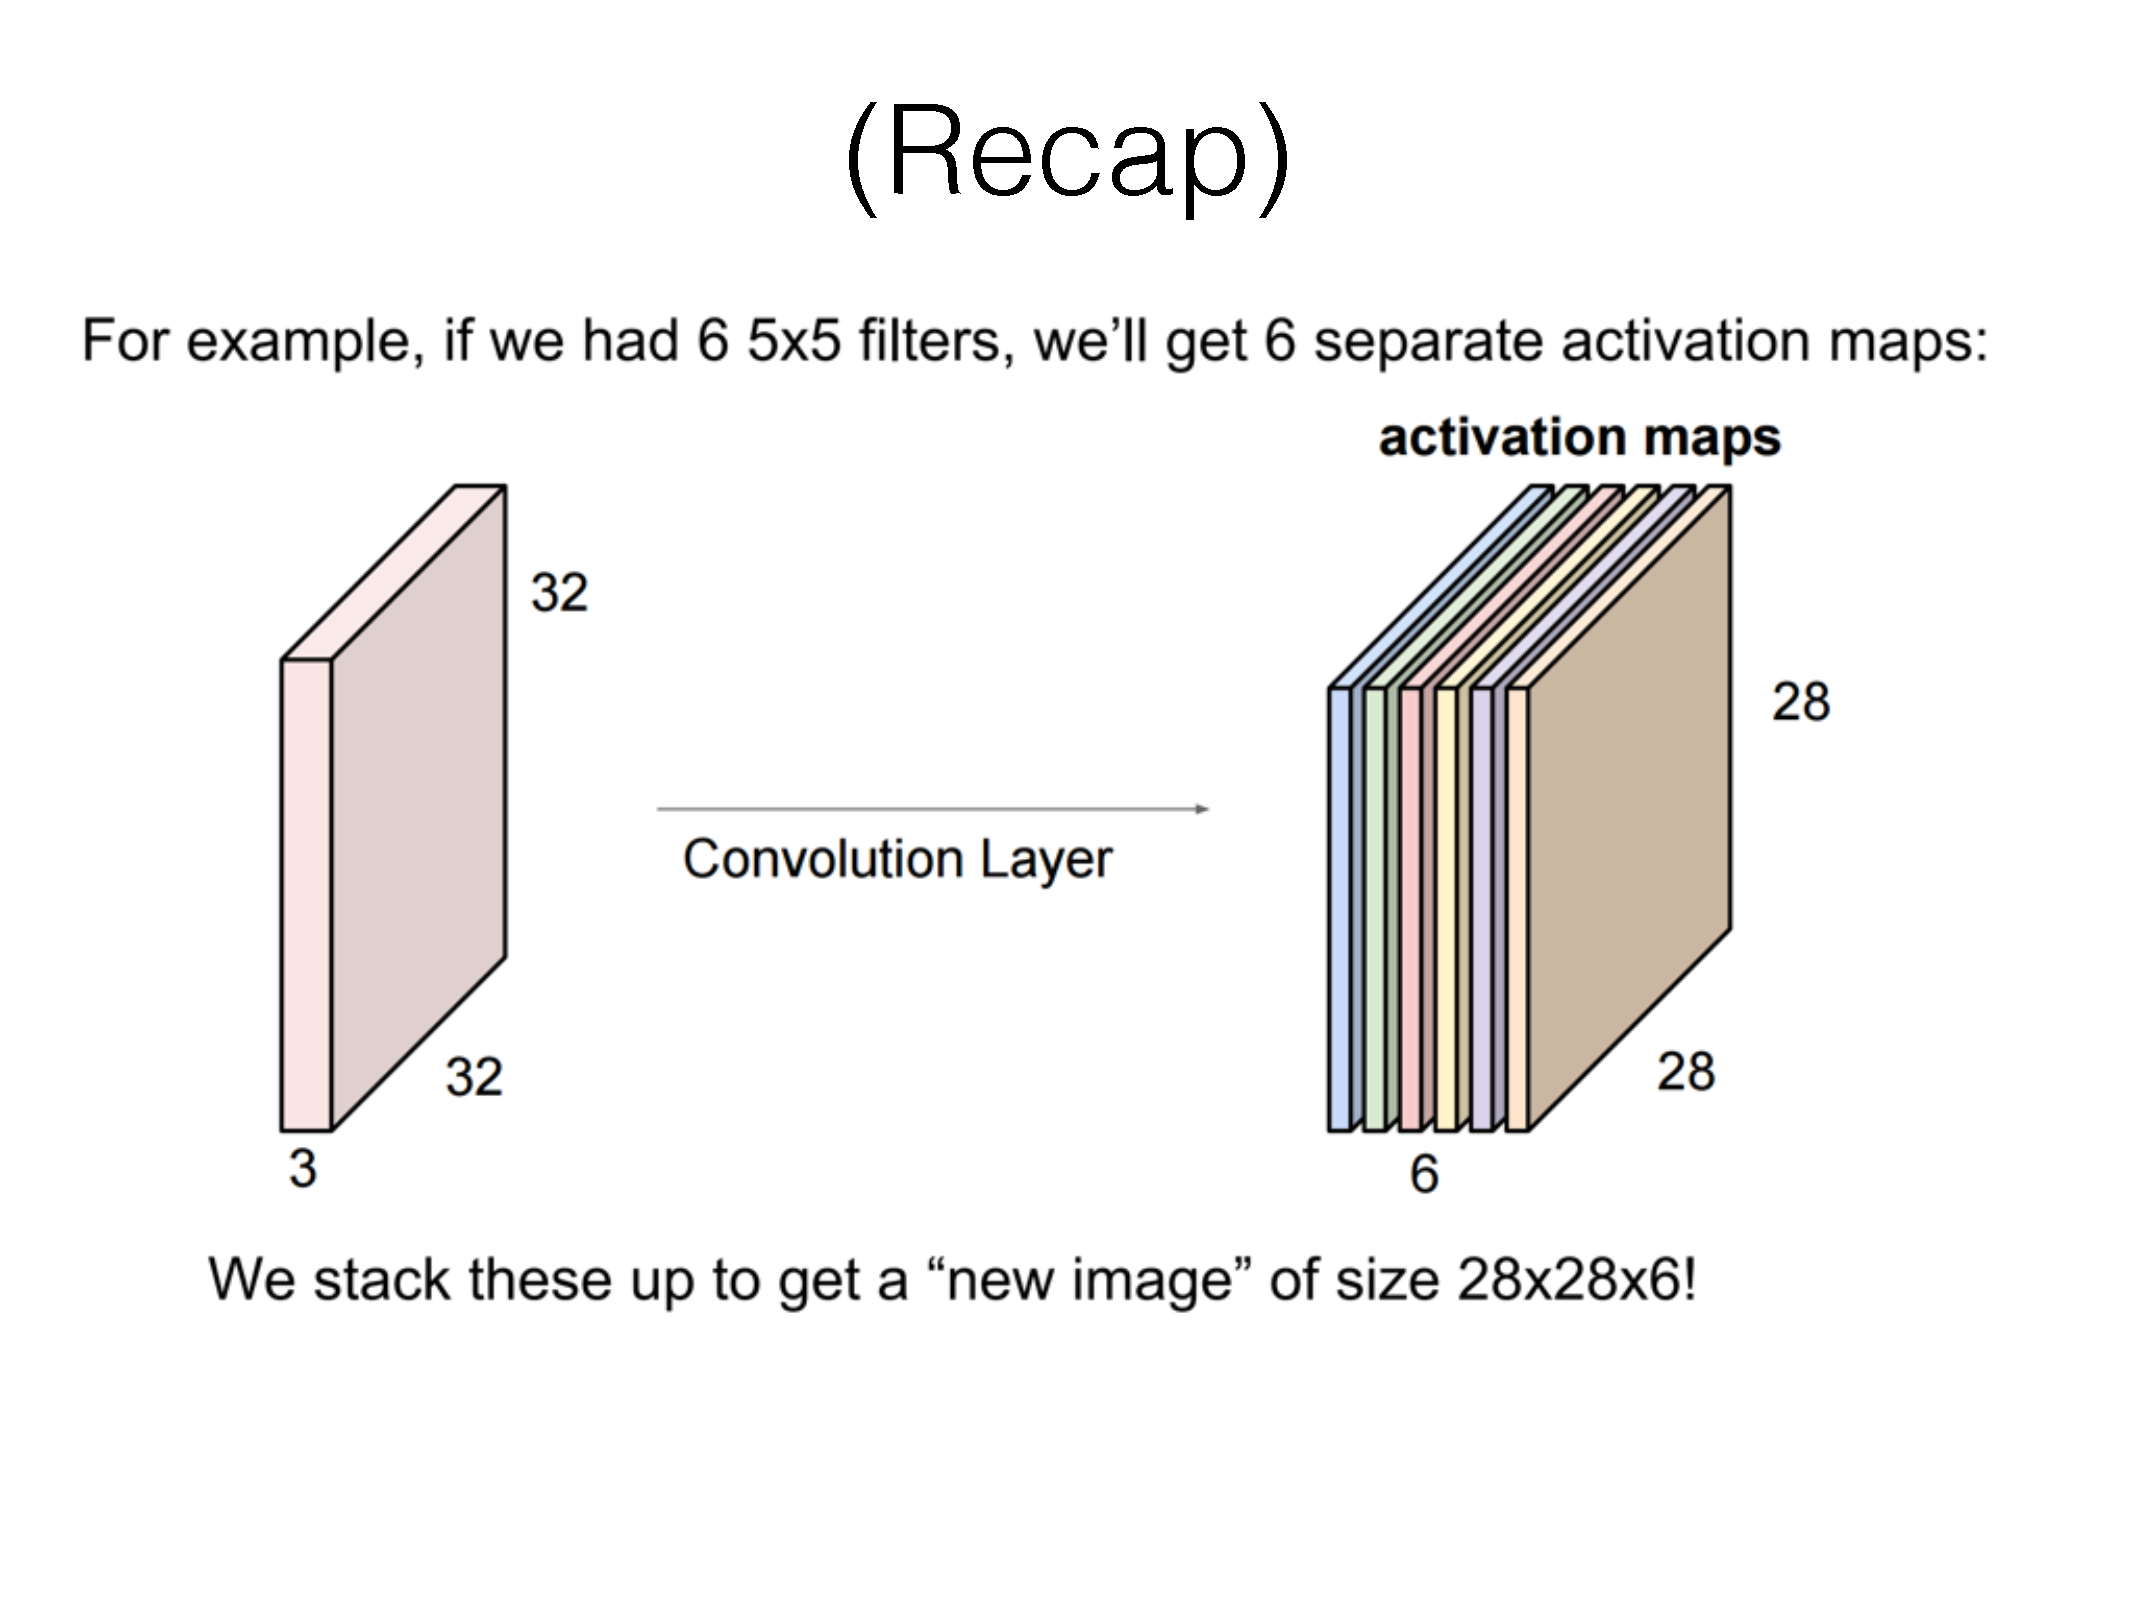 (Recap)
For example, if we had 6 5x5 filters, we’ll get 6 separate activation maps:
activation maps
32
28
Convolution Layer
32
28
3
6
We stack these up to get a “new image” of size 28x28x6!